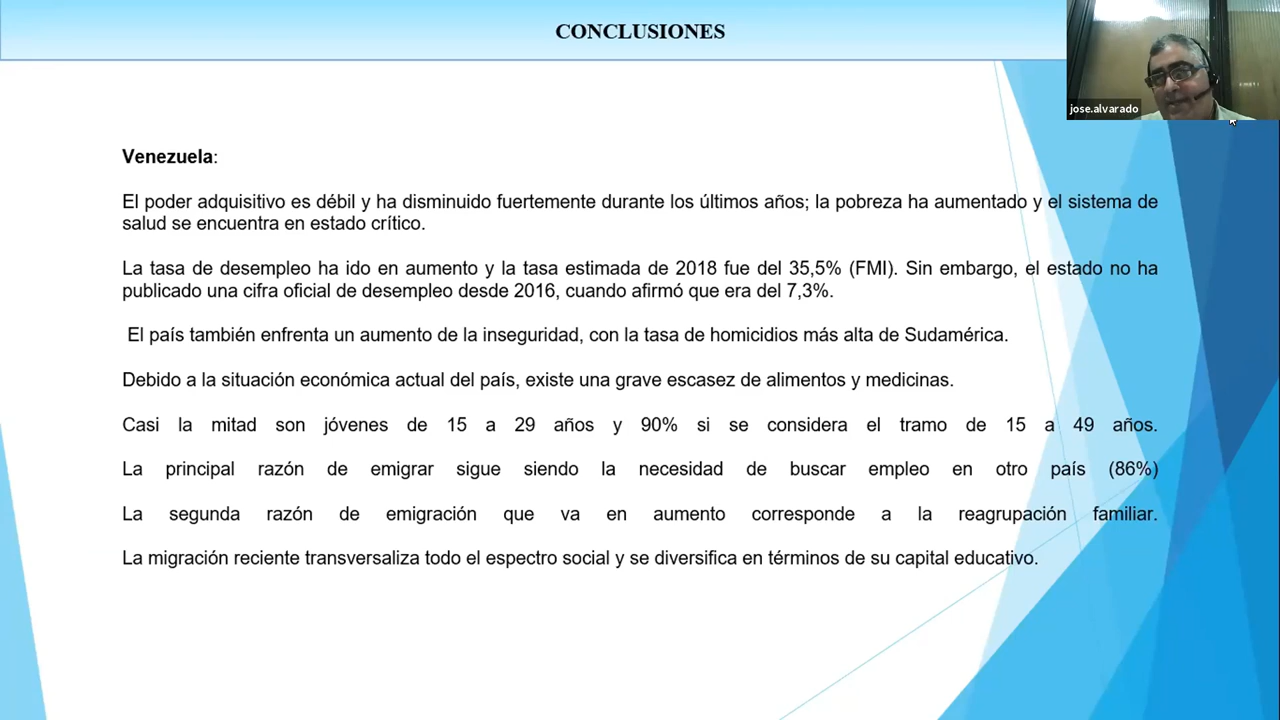 CONCLUSIONES
jose.alvarado
Venezuela:
El poder adquisitivo es débil y ha disminuido fuertemente durante los últimos años; la pobreza ha aumentado y el sistema de
salud se encuentra en estado crítico.
La tasa de desempleo ha ido en aumento y la tasa estimada de 2018 fue del 35,5% (FMI). Sin embargo, el estado no ha
publicado una cifra oficial de desempleo desde 2016, cuando afirmó que era del 7,3%.
El país también enfrenta un aumento de la inseguridad, con la tasa de homicidios más alta de Sudamérica.
Debido a la situación económica actual del país, existe una grave escasez de alimentos y medicinas.
Casi la mitad son jóvenes de 15 a 29 años y 90% si se considera el tramo de 15 a 49 años.
La principal razón de emigrar sigue siendo la necesidad de buscar empleo en otro país (86%)
La segunda razón de emigración que va en aumento corresponde a la reagrupación familiar.
La migración reciente transversaliza todo el espectro social y se diversifica en términos de su capital educativo.